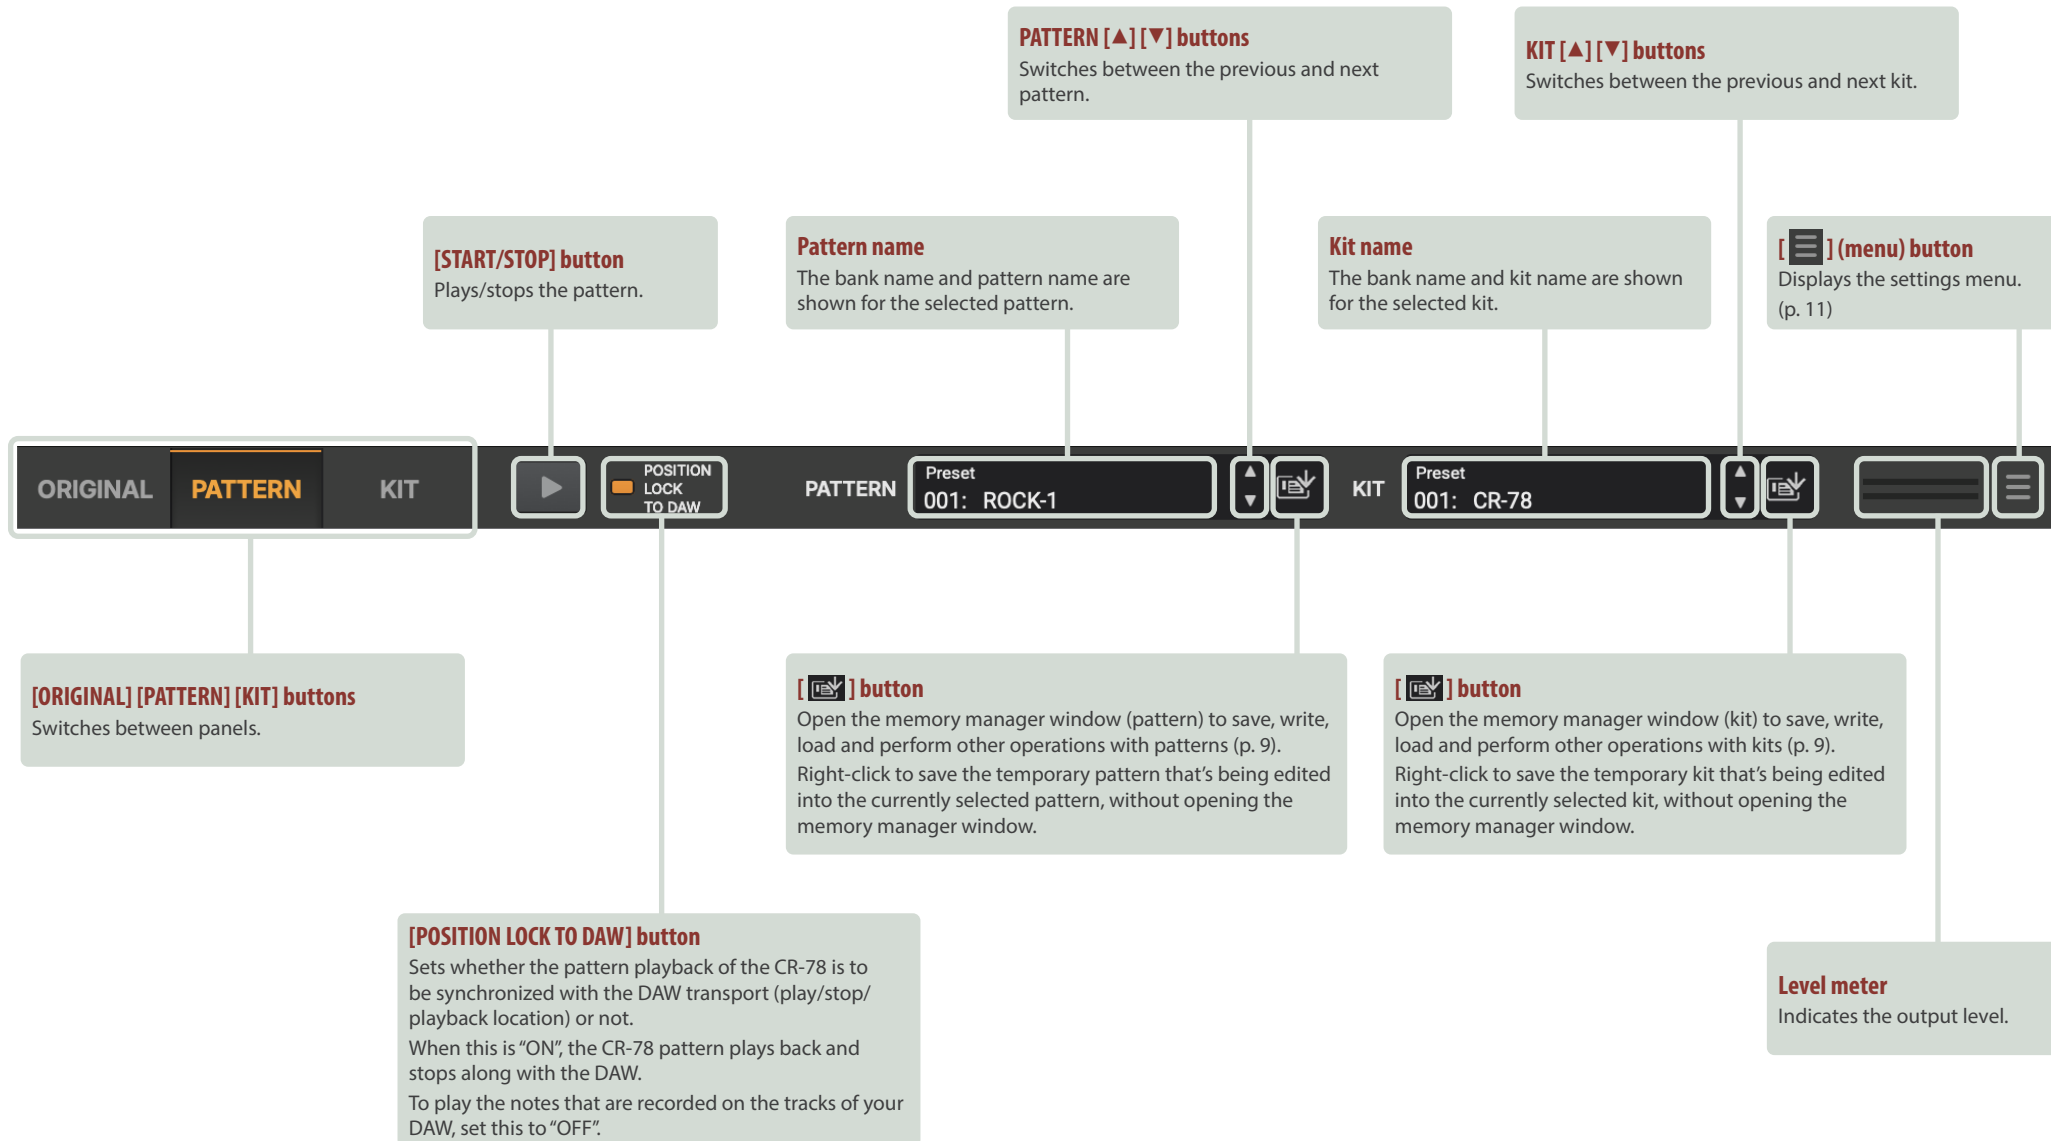 PATTERN [▲] [▼] buttons
Switches between the previous and next
pattern.
KIT [▲] [▼] buttons
Switches between the previous and next kit.
[START/STOP] button
Plays/stops the pattern.
Pattern name
The bank name and pattern name are
shown for the selected pattern.
Kit name
The bank name and kit name are shown
for the selected kit.
[ ] (menu) button
Displays the settings menu.
(p. 11)
ORIGINAL PATTERN KIT
POSITION
LOCK
TO DAW
PATTERN
Preset
001: ROCK-1
▲
▼
KIT
Preset
001: CR-78
▲
▼
[ORIGINAL] [PATTERN] [KIT] buttons
Switches between panels.
[ ] button
Open the memory manager window (pattern) to save, write,
load and perform other operations with patterns (p. 9).
Right-click to save the temporary pattern that’s being edited
into the currently selected pattern, without opening the
memory manager window.
[ ] button
Open the memory manager window (kit) to save, write,
load and perform other operations with kits (p. 9).
Right-click to save the temporary kit that’s being edited
into the currently selected kit, without opening the
memory manager window.
[POSITION LOCK TO DAW] button
Sets whether the pattern playback of the CR-78 is to
be synchronized with the DAW transport (play/stop/
playback location) or not.
When this is “ON”, the CR-78 pattern plays back and
stops along with the DAW.
To play the notes that are recorded on the tracks of your
DAW, set this to “OFF”.
Level meter
Indicates the output level.